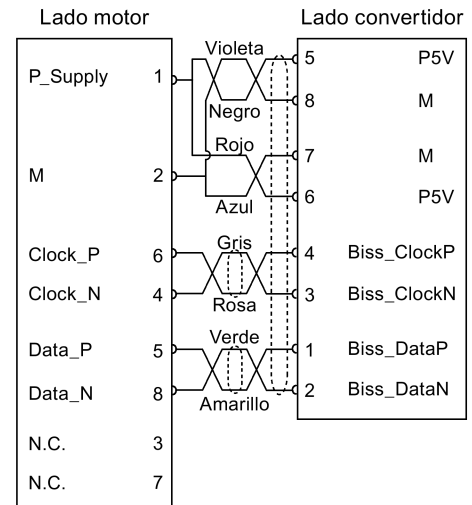 Lado motor Lado convertidor
Violeta
P_Supply 1 5 P5V
Negro 8 M
Rojo 7 M
M 2
Azul 6 P5V
Gris
Clock_P 6 4 Biss_ClockP
Clock_N 4 3 Biss_ClockN
Rosa
Verde
Data_P 5 1 Biss_DataP
Data_N 8 2 Biss_DataN
Amarillo
N.C. 3
N.C. 7